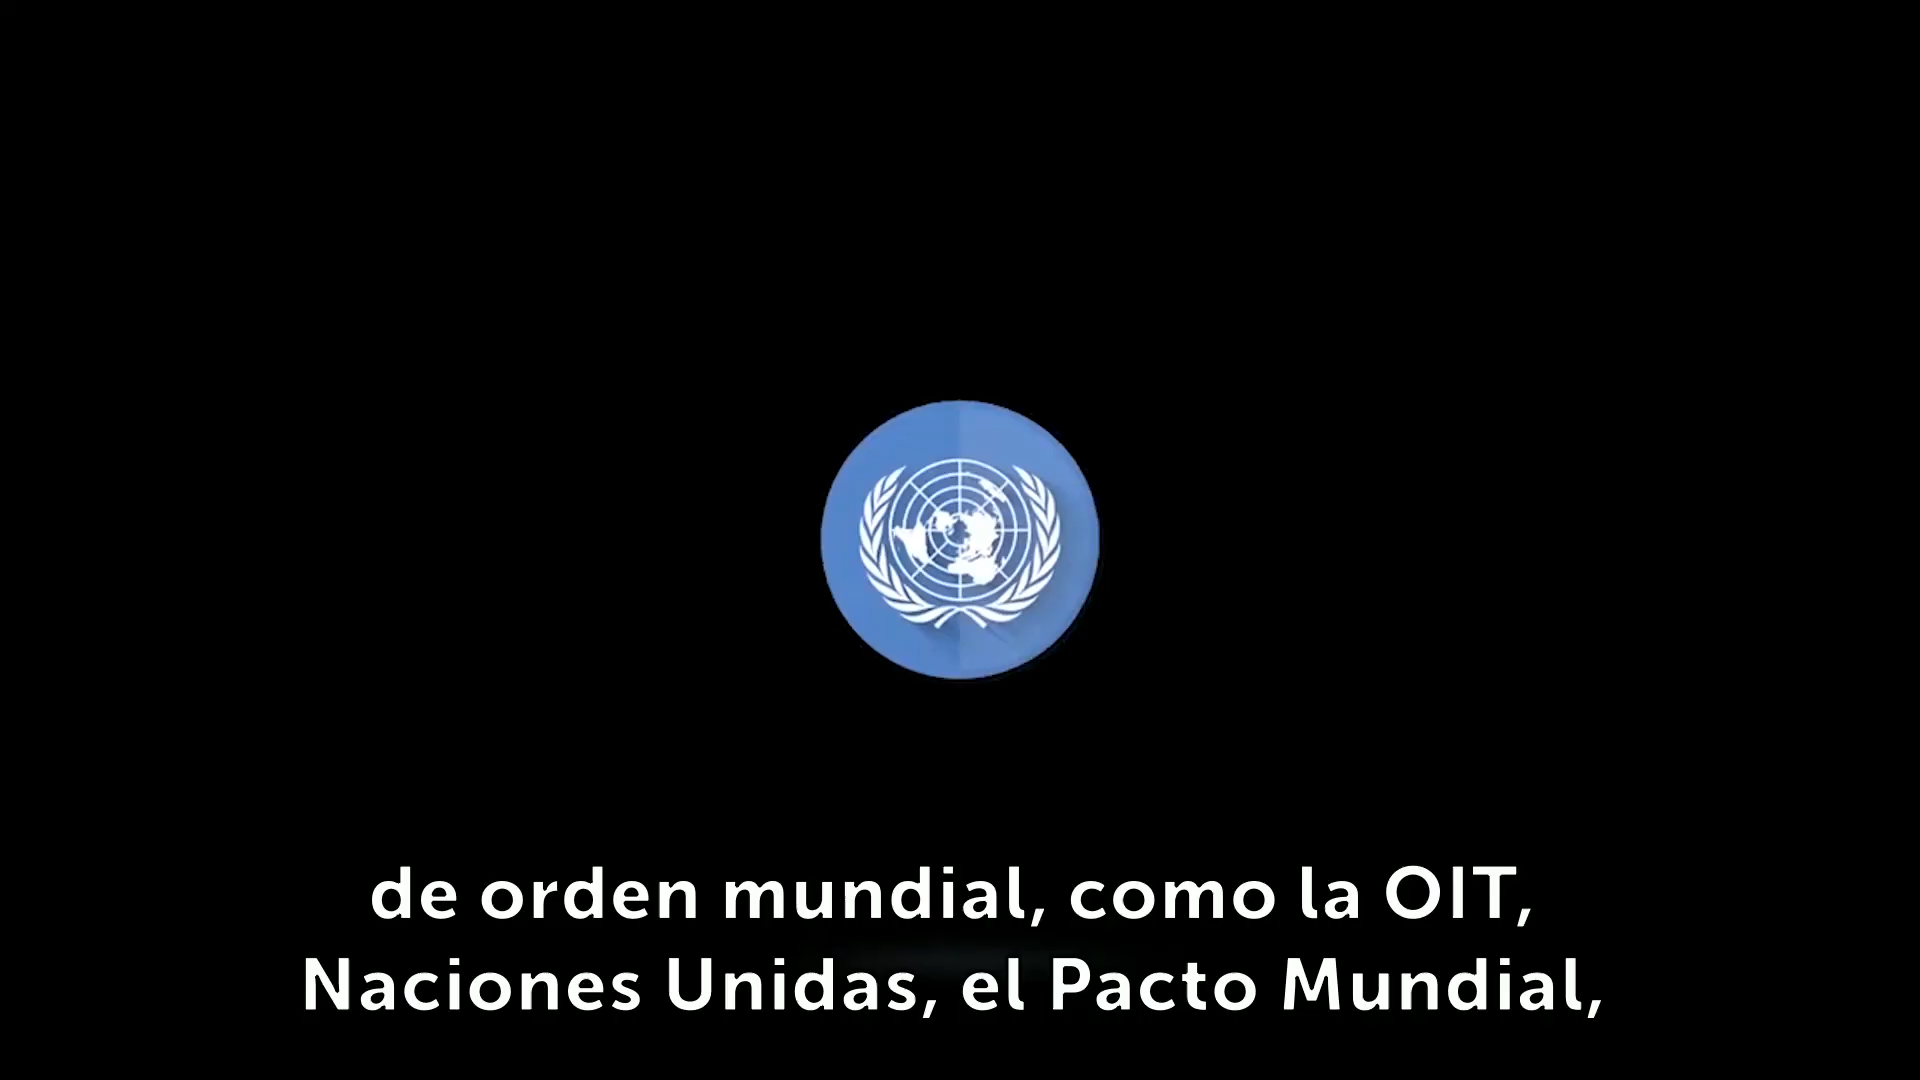 de orden mundial, como la OIT,
Naciones Unidas, el Pacto Mundial,